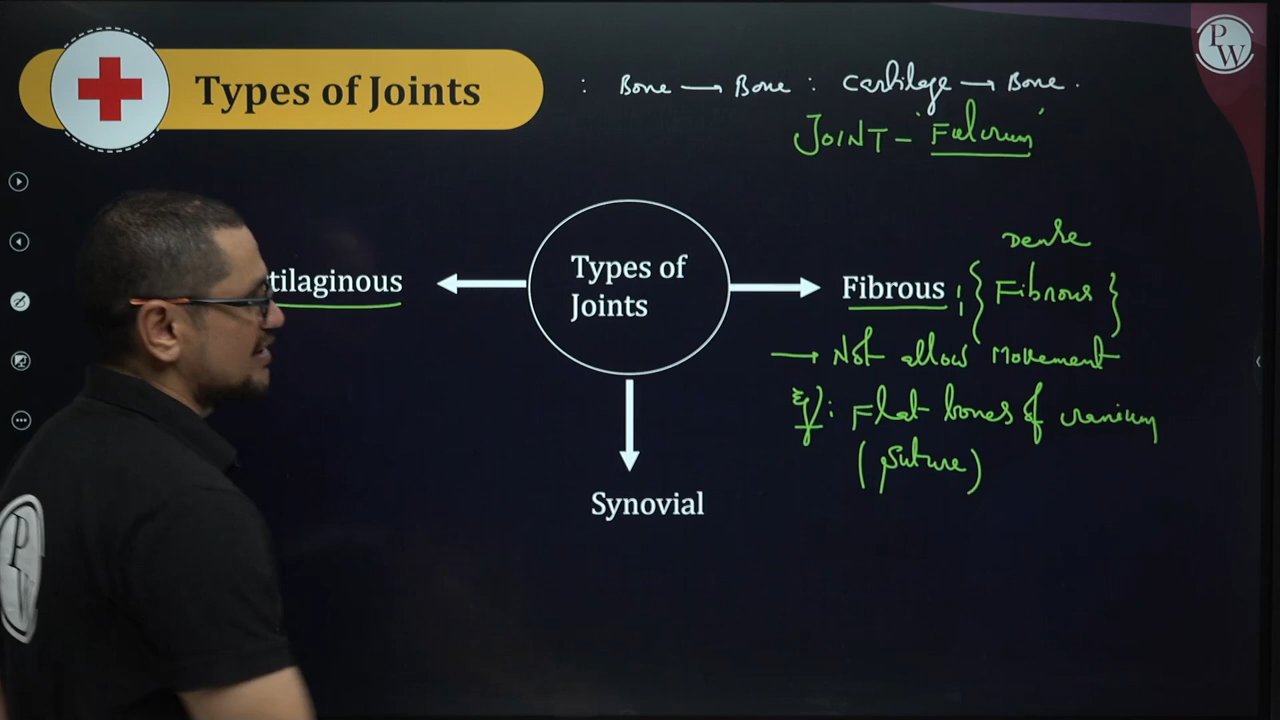 Types of Joints
: Bone → Bone : Cartilage → Bone.
JOINT - 'Fulcrum'
PW
Types of
Joints
tilaginous
Fibrous : { Dense Fibrous }
→ Not allow Movement
Eg: Flat bones of cranium
(suture)
Synovial
PW